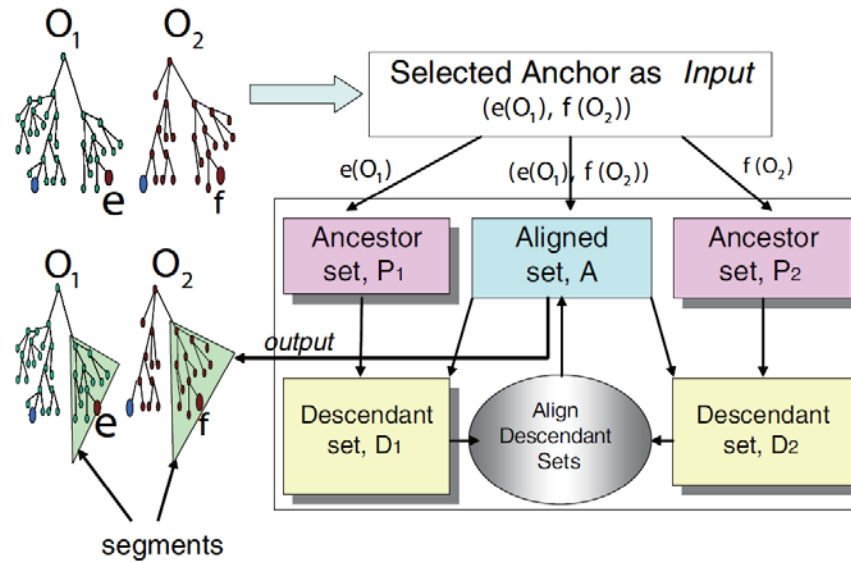 O1
O2
e
f
Selected Anchor as Input
(e(O1), f (O2))
e(O1)
(e(O1), f(O2))
f (O2)
Ancestor
set, P1
Aligned
set, A
Ancestor
set, P2
O1
O2
e
f
output
segments
Descendant
set, D1
Align
Descendant
Sets
Descendant
set, D2